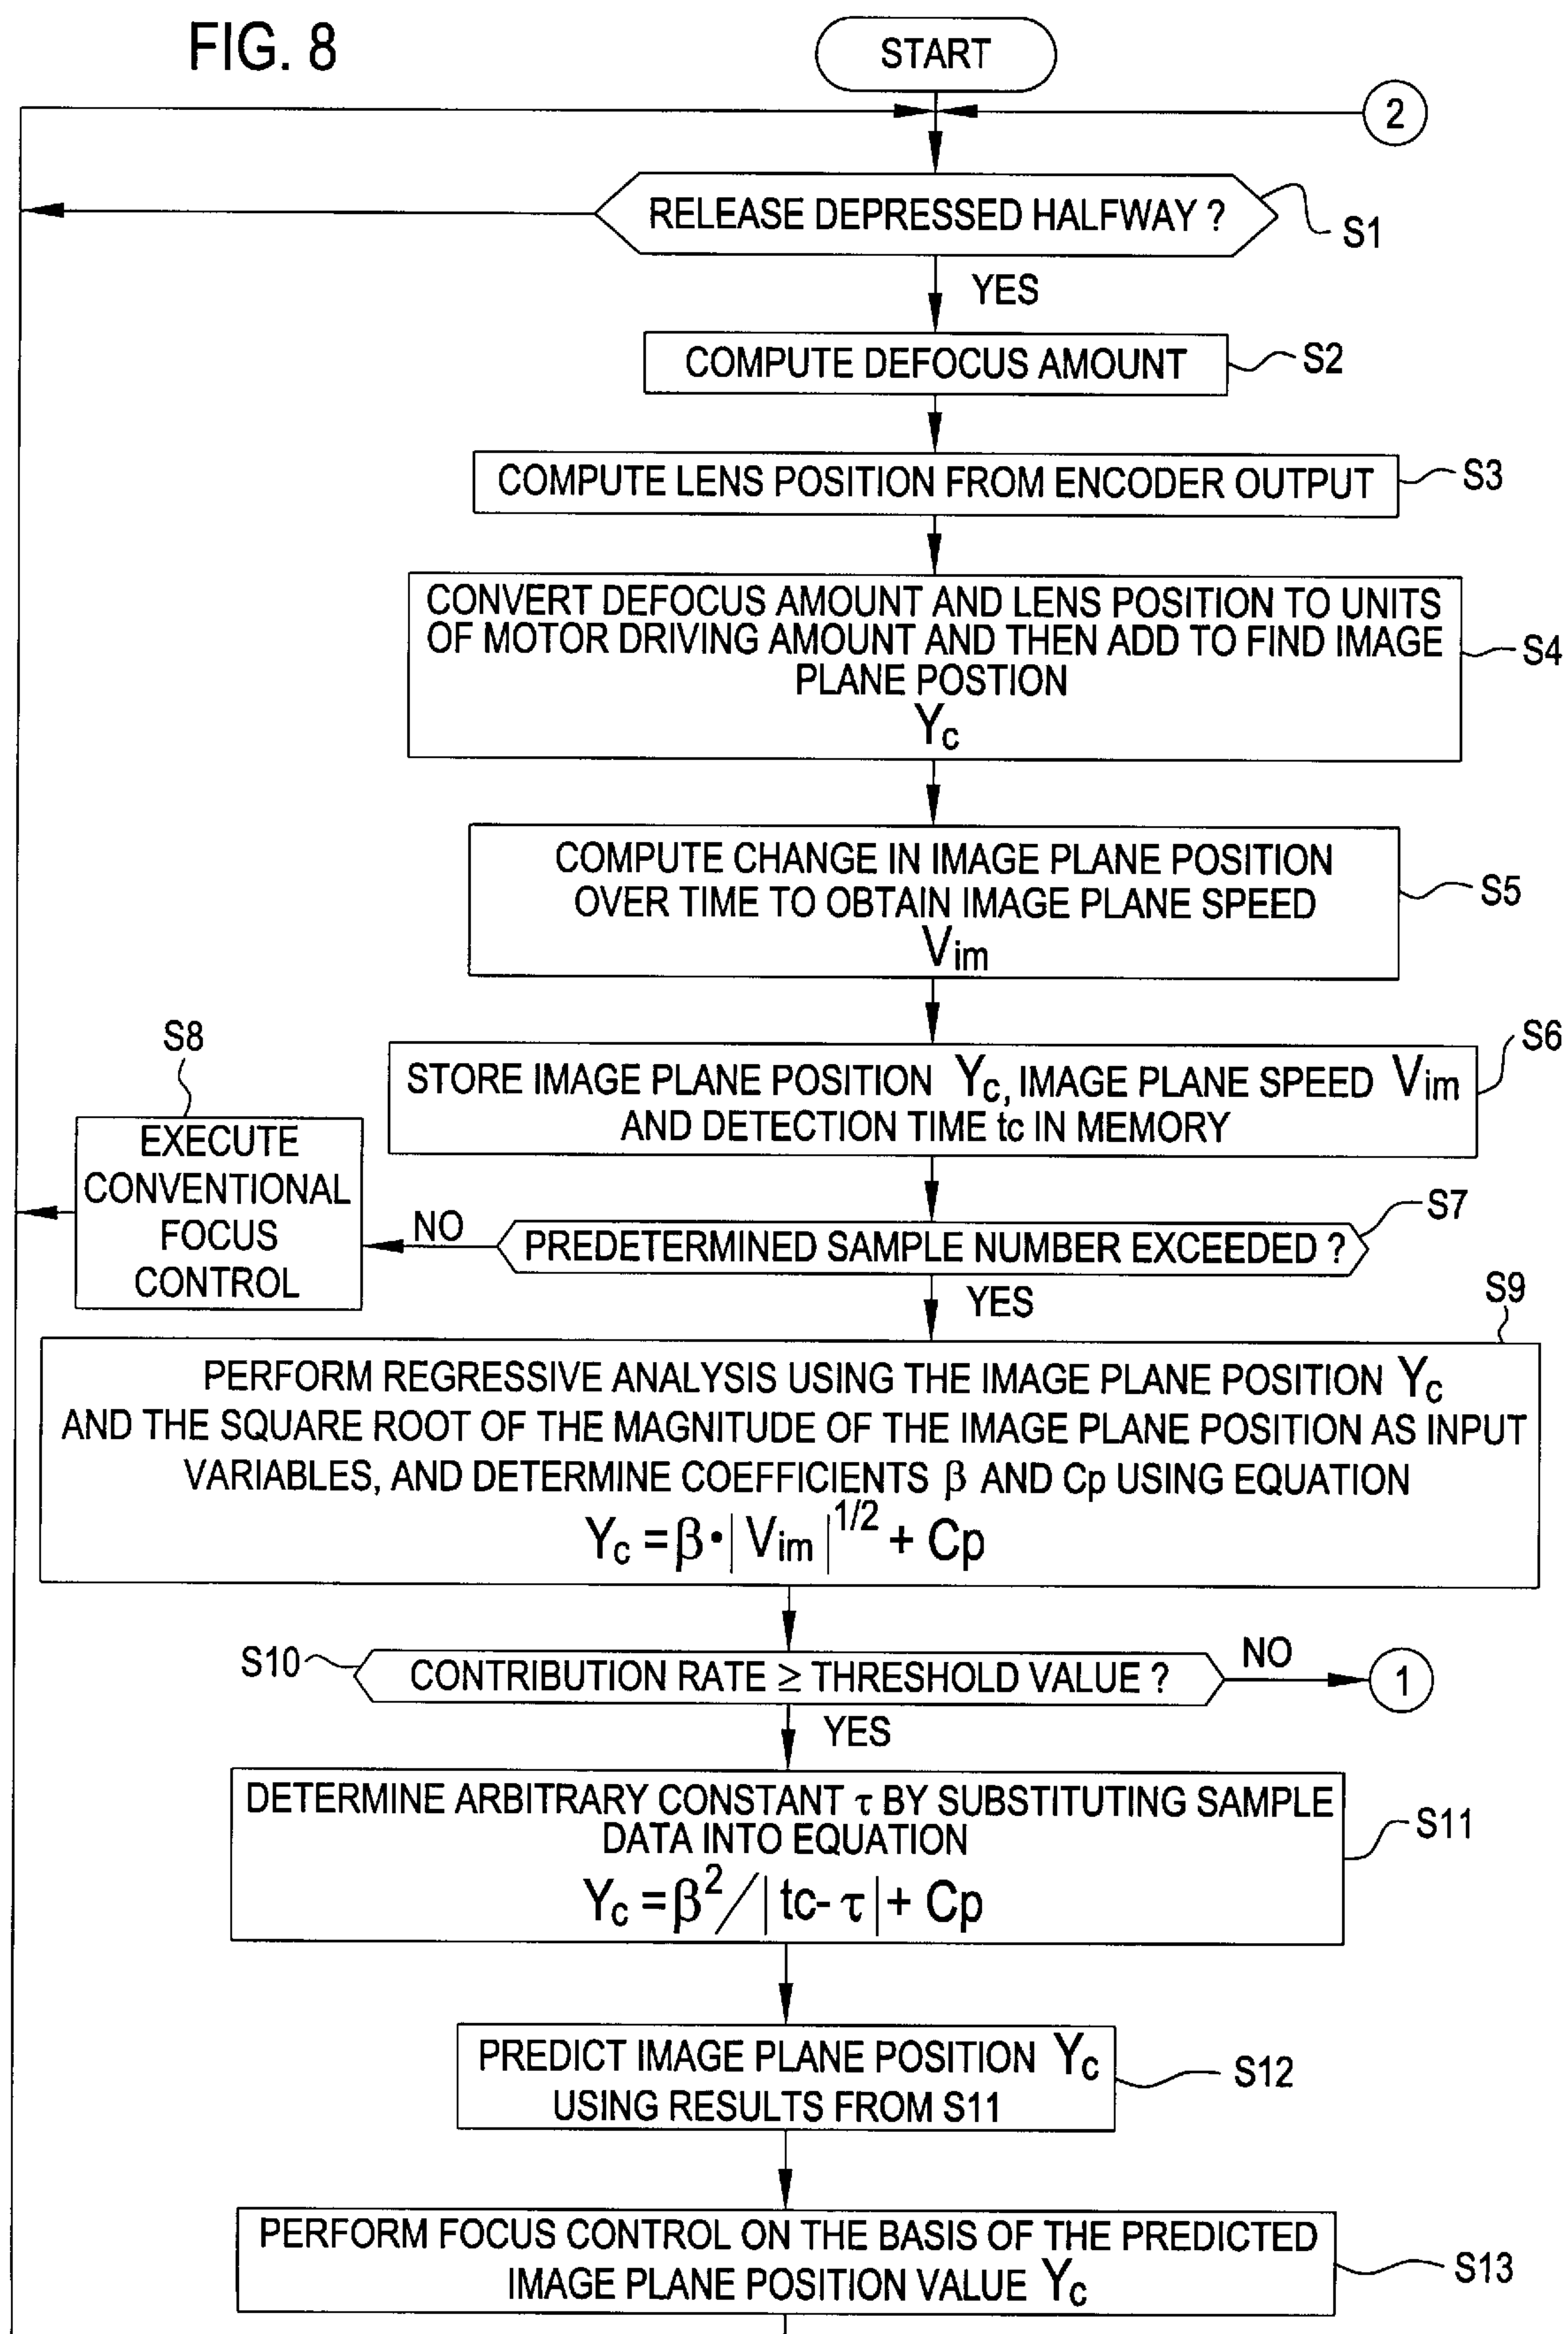 FIG. 8
START
2
RELEASE DEPRESSED HALFWAY ?
S1
YES
COMPUTE DEFOCUS AMOUNT
S2
COMPUTE LENS POSITION FROM ENCODER OUTPUT
S3
CONVERT DEFOCUS AMOUNT AND LENS POSITION TO UNITS
OF MOTOR DRIVING AMOUNT AND THEN ADD TO FIND IMAGE
PLANE POSTION
Yc
S4
COMPUTE CHANGE IN IMAGE PLANE POSITION
OVER TIME TO OBTAIN IMAGE PLANE SPEED
Vim
S5
STORE IMAGE PLANE POSITION Yc, IMAGE PLANE SPEED Vim
AND DETECTION TIME tc IN MEMORY
S6
PREDETERMINED SAMPLE NUMBER EXCEEDED ?
S7
NO
S8
EXECUTE
CONVENTIONAL
FOCUS
CONTROL
YES
S9
PERFORM REGRESSIVE ANALYSIS USING THE IMAGE PLANE POSITION Yc
AND THE SQUARE ROOT OF THE MAGNITUDE OF THE IMAGE PLANE POSITION AS INPUT
VARIABLES, AND DETERMINE COEFFICIENTS β AND Cp USING EQUATION
Yc = β•|Vim|^1/2 + Cp
S10
CONTRIBUTION RATE ≥ THRESHOLD VALUE ?
NO
1
YES
DETERMINE ARBITRARY CONSTANT τ BY SUBSTITUTING SAMPLE
DATA INTO EQUATION
Yc = β^2/|tc- τ|+ Cp
S11
PREDICT IMAGE PLANE POSITION Yc
USING RESULTS FROM S11
S12
PERFORM FOCUS CONTROL ON THE BASIS OF THE PREDICTED
IMAGE PLANE POSITION VALUE Yc
S13